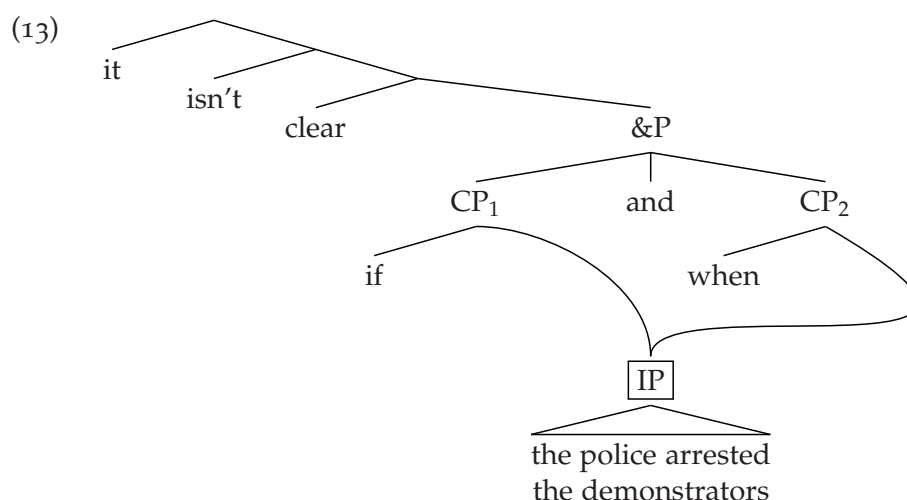 (13)
it
isn't
clear
&P
CP₁ and CP₂
if when
IP
the police arrested
the demonstrators